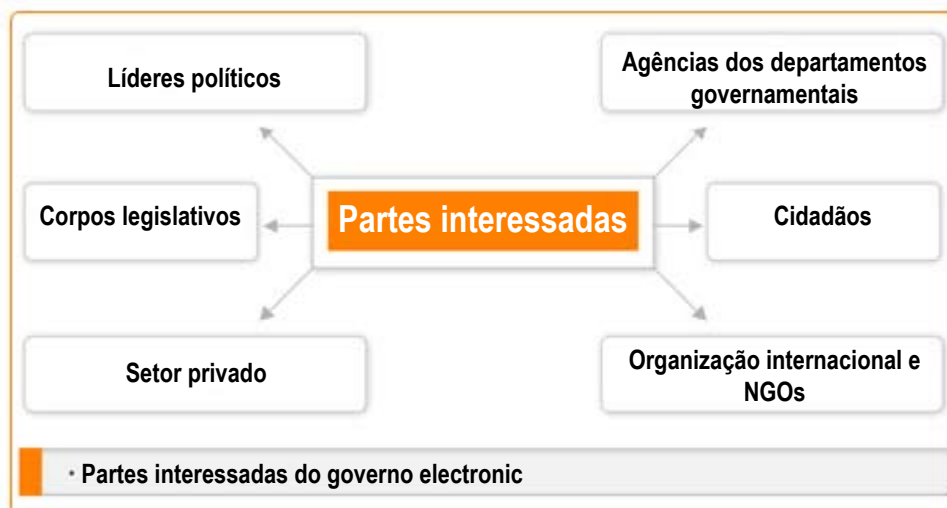 Líderes políticos
Agências dos departamentos
governamentais
Corpos legislativos
Partes interessadas
Cidadãos
Setor privado
Organização internacional e
NGOs
· Partes interessadas do governo electronic